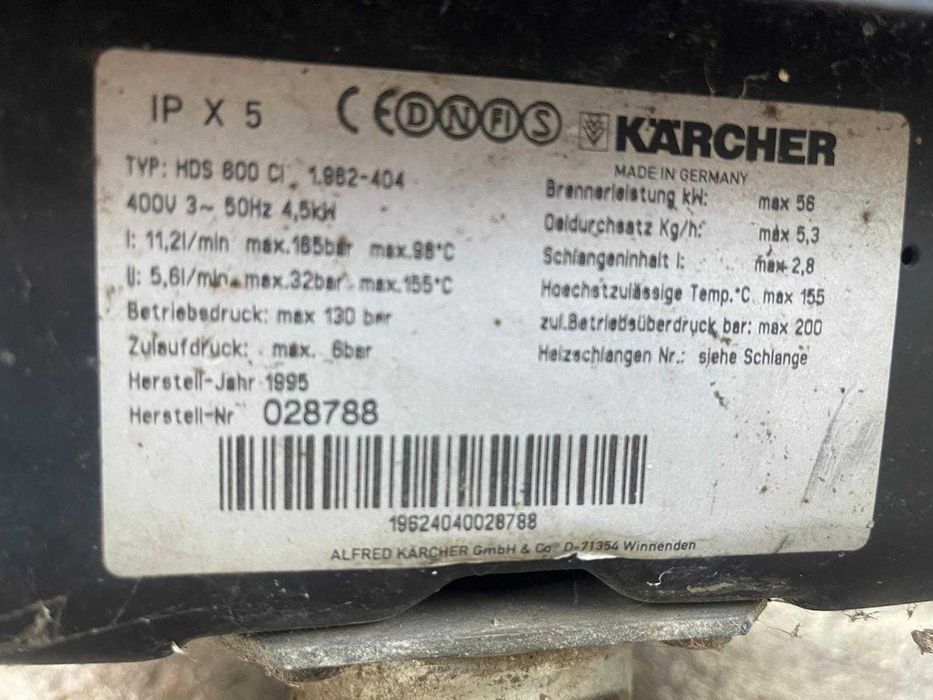 IP X 5
CE D N FI S
KÄRCHER
MADE IN GERMANY
TYP: HDS 600 CI 1.962-404
400V 3~ 50Hz 4,5kW
I: 11,2l/min max.165bar max.98°C
II: 5,6l/min max.32bar max.155°C
Betriebsdruck: max 130 bar
Zulaufdruck: max. 6bar
Herstell-Jahr 1995
Herstell-Nr 028788
Brennerleistung kW: max 56
Oeldurchsatz Kg/h: max 5,3
Schlangeninhalt l: max 2,8
Hoechstzulässige Temp.°C max 155
zul.Betriebsüberdruck bar: max 200
Heizschlangen Nr.: siehe Schlange
19624040028788
ALFRED KÄRCHER GmbH & Co D-71354 Winnenden